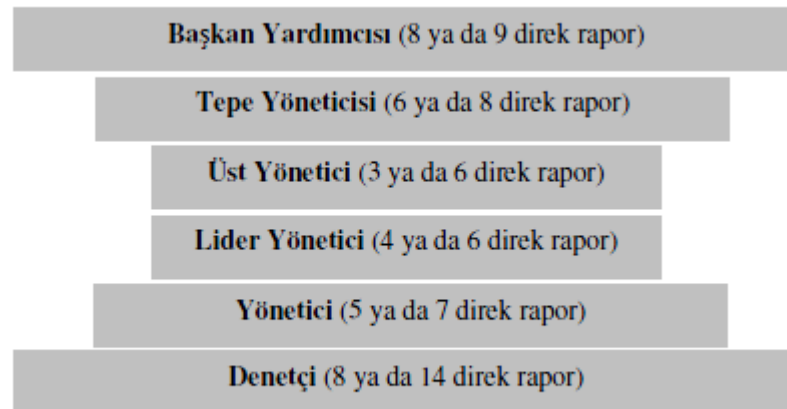 Başkan Yardımcısı (8 ya da 9 direk rapor)
Tepe Yöneticisi (6 ya da 8 direk rapor)
Üst Yönetici (3 ya da 6 direk rapor)
Lider Yönetici (4 ya da 6 direk rapor)
Yönetici (5 ya da 7 direk rapor)
Denetçi (8 ya da 14 direk rapor)